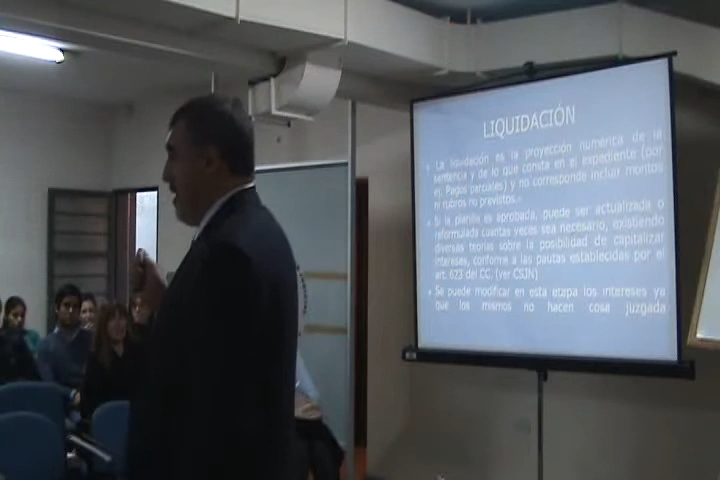 LIQUIDACIÓN
La liquidación es la proyección numérica de la
sentencia y de lo que consta en el expediente (por
ej. Pagos parciales) y no corresponde incluir montos
ni rubros no previstos.-
Si la planilla es aprobada, puede ser actualizada o
reformulada cuantas veces sea necesario, existiendo
diversas teorías sobre la posibilidad de capitalizar
intereses, conforme a las pautas establecidas por el
art. 623 del CC. (ver CSJN)
Se puede modificar en esta etapa los intereses ya
que los mismos no hacen cosa juzgada